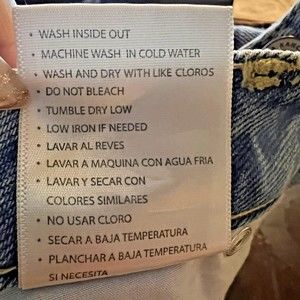 • WASH INSIDE OUT
• MACHINE WASH IN COLD WATER
• WASH AND DRY WITH LIKE CLOROS
• DO NOT BLEACH
• TUMBLE DRY LOW
• LOW IRON IF NEEDED
• LAVAR AL REVES
• LAVAR A MAQUINA CON AGUA FRIA
• LAVAR Y SECAR CON
COLORES SIMILARES
• NO USAR CLORO
• SECAR A BAJA TEMPERATURA
• PLANCHAR A BAJA TEMPERATURA
SI NECESITA